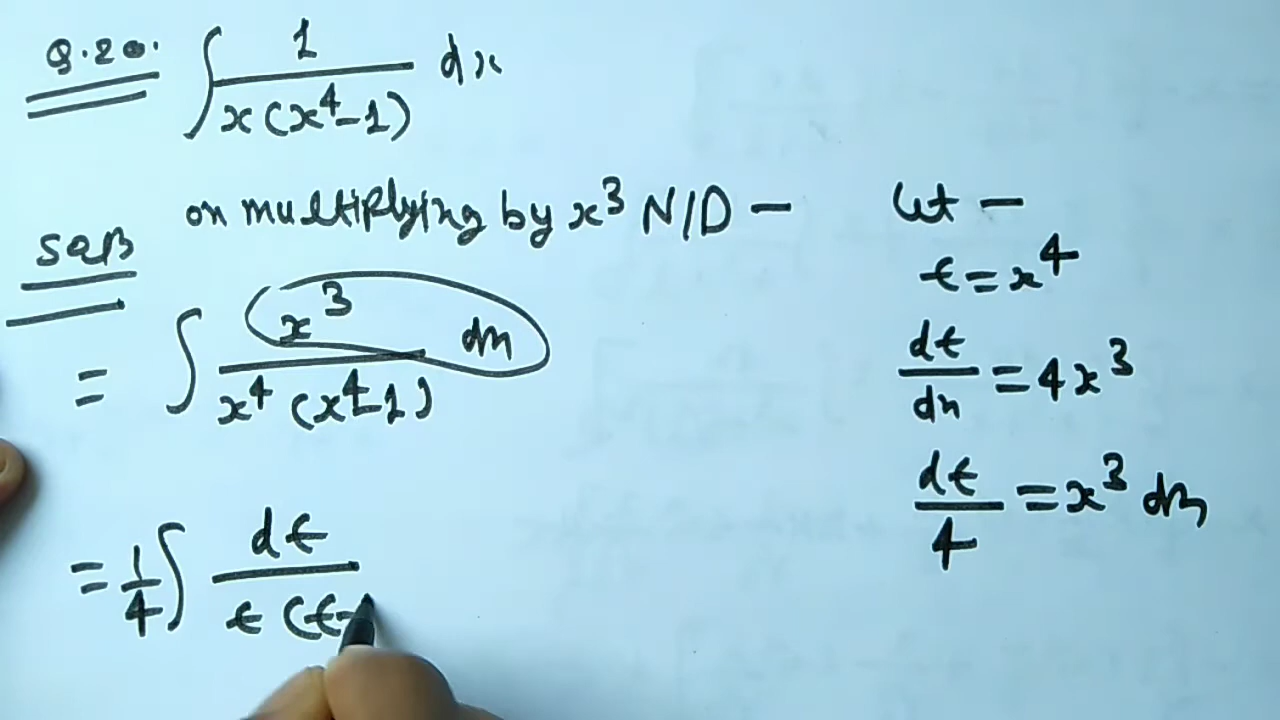 Q.20. ∫ 1/(x(x⁴-1)) dx
on multiplying by x³ N/D —
Solⁿ
= ∫ x³ dx / (x⁴ (x⁴-1))
= 1/4 ∫ dt / (t (t-
let —
t = x⁴
dt/dx = 4x³
dt/4 = x³ dx